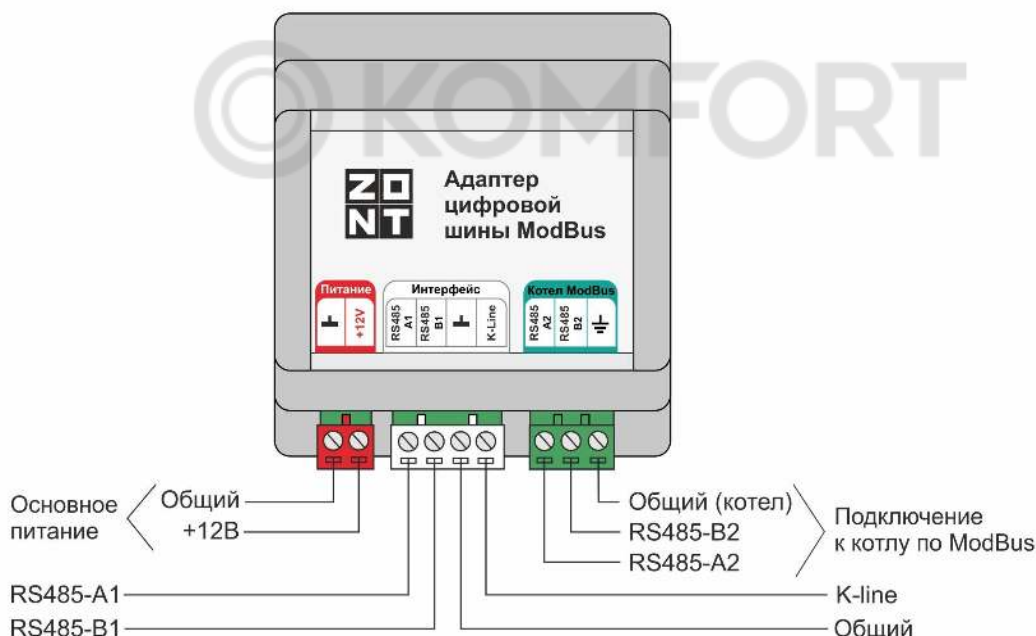 KOMFORT
ZONT
Адаптер
цифровой
шины ModBus
Питание
+12V
Интерфейс
RS485
A1
RS485
B1
K-Line
Котел ModBus
RS485
A2
RS485
B2
Основное
питание
Общий
+12В
RS485-A1
RS485-B1
Общий (котел)
RS485-B2
RS485-A2
Подключение
к котлу по ModBus
K-line
Общий